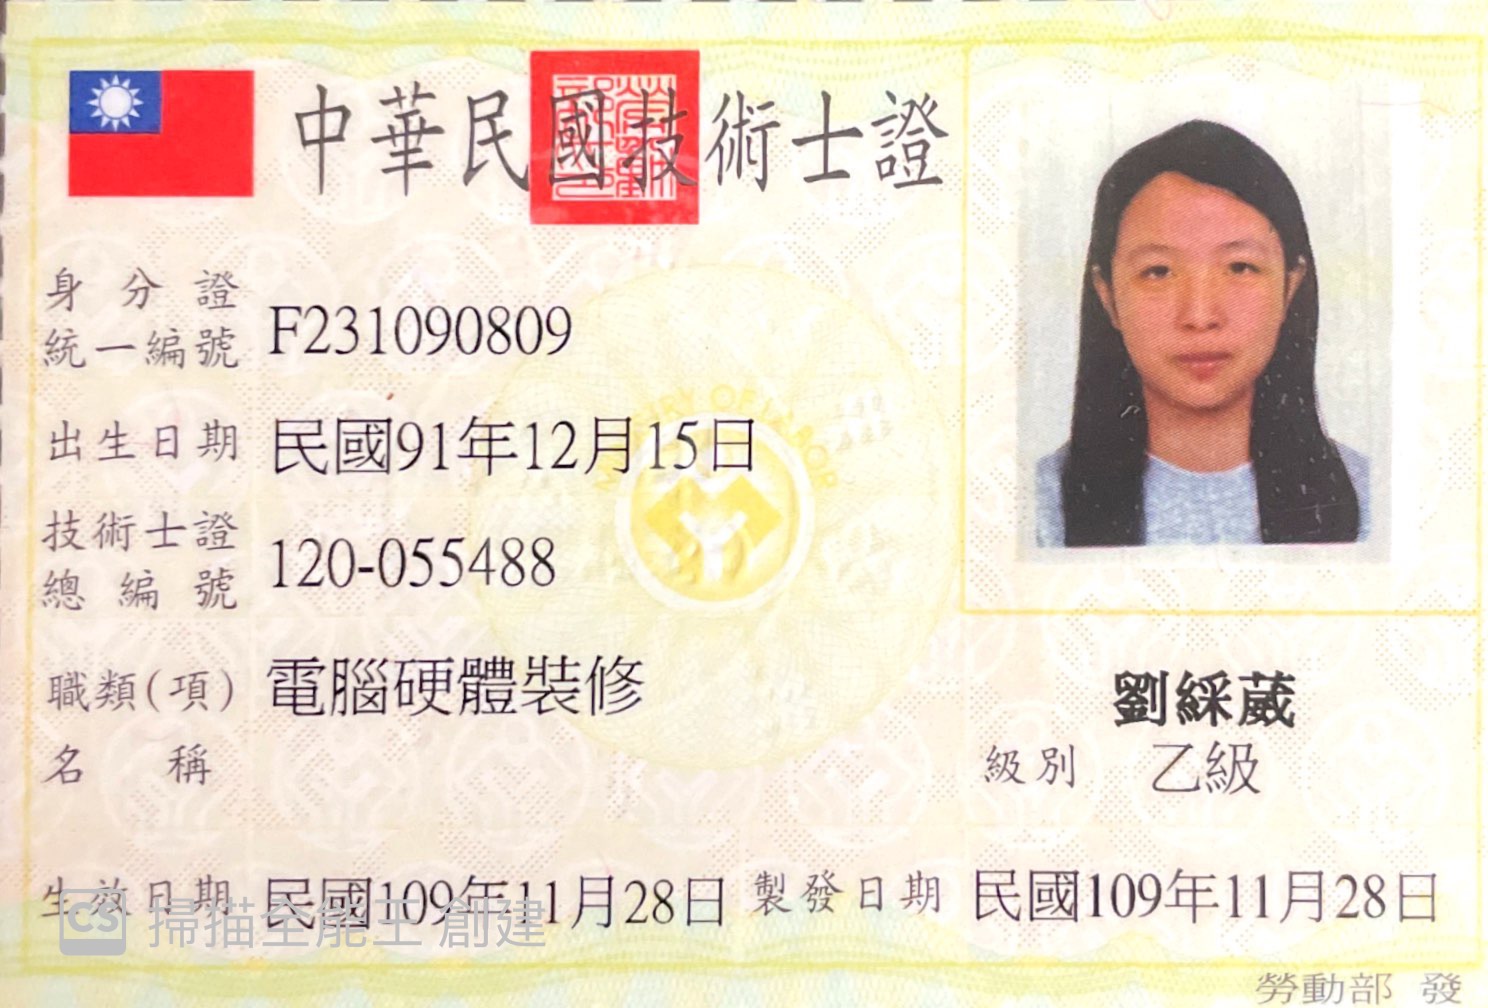 中華民國技術士證
身分證
統一編號 F231090809
出生日期 民國91年12月15日
技術士證
總編號 120-055488
職類(項) 電腦硬體裝修
名稱
劉綵葳
級別 乙級
生效日期 民國109年11月28日 製發日期 民國109年11月28日
CS 掃描全能王 創建
勞動部 發
MINISTRY OF LABOR